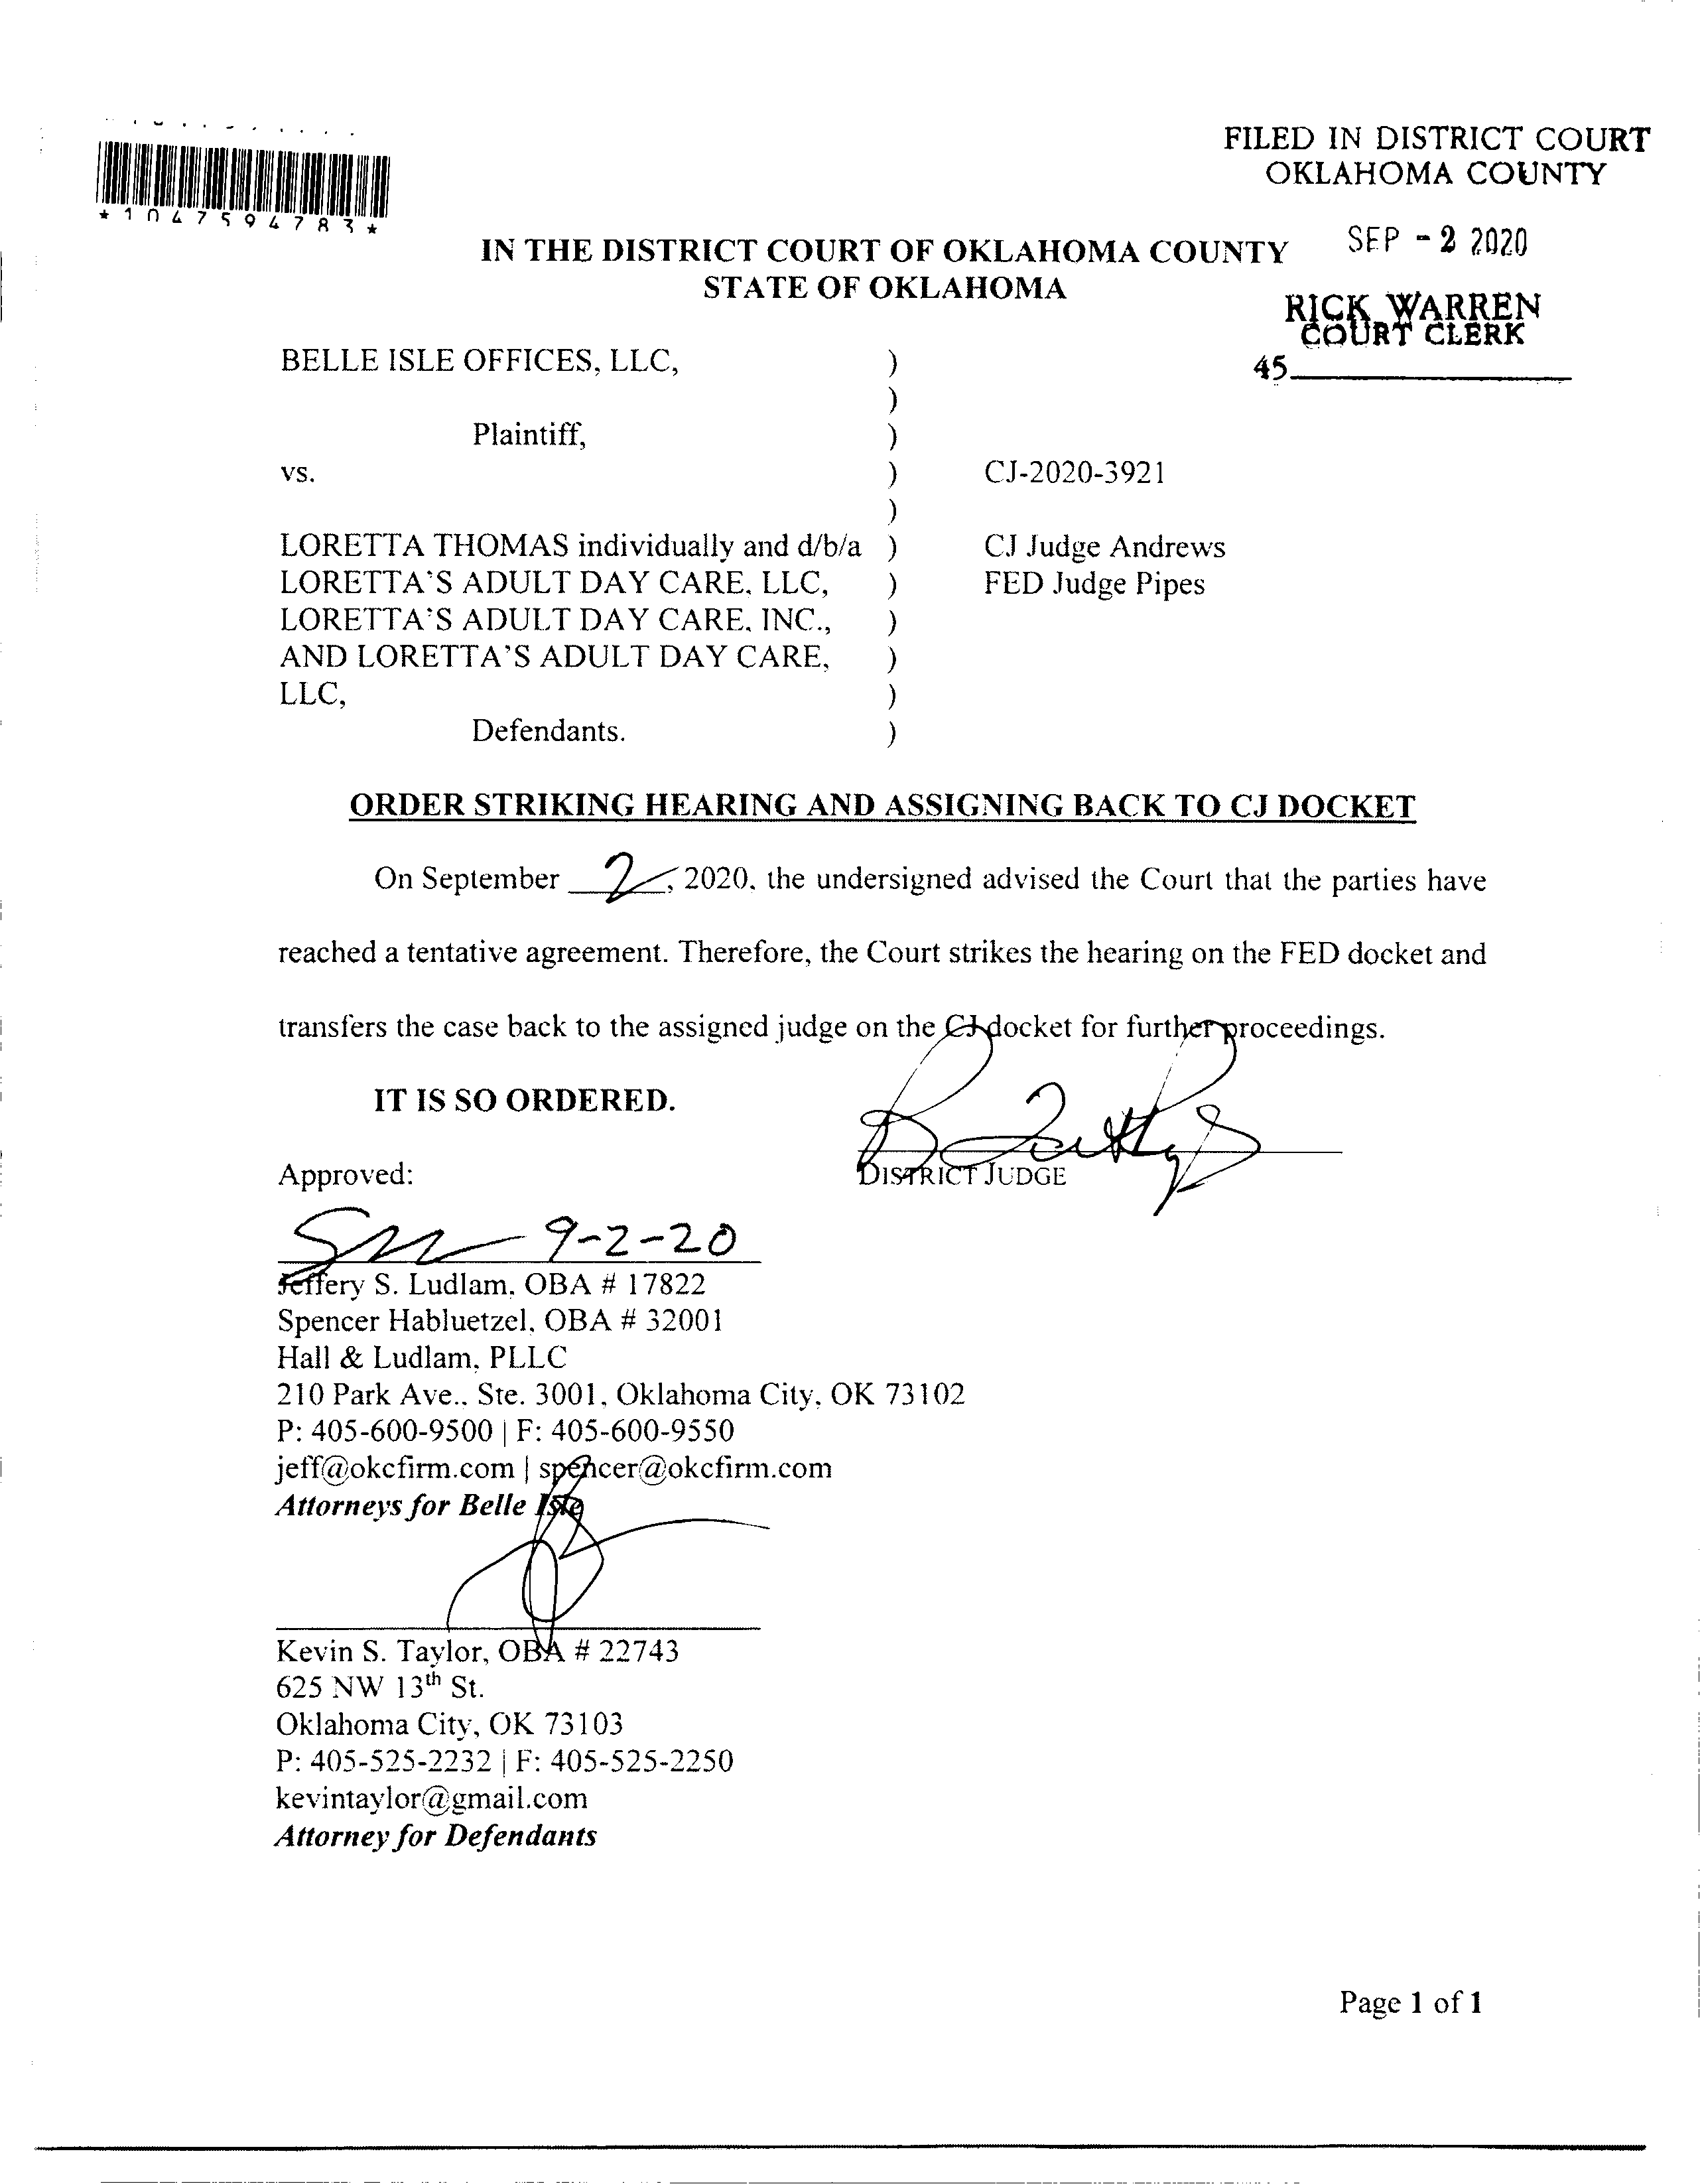 FILED IN DISTRICT COURT
OKLAHOMA COUNTY
*1047594783*
SEP - 2 2020
IN THE DISTRICT COURT OF OKLAHOMA COUNTY
STATE OF OKLAHOMA
RICK WARREN
COURT CLERK
45
BELLE ISLE OFFICES, LLC, )
)
Plaintiff, )
vs. ) CJ-2020-3921
)
LORETTA THOMAS individually and d/b/a ) CJ Judge Andrews
LORETTA'S ADULT DAY CARE, LLC, ) FED Judge Pipes
LORETTA'S ADULT DAY CARE, INC., )
AND LORETTA'S ADULT DAY CARE, )
LLC, )
Defendants. )
ORDER STRIKING HEARING AND ASSIGNING BACK TO CJ DOCKET
On September 2, 2020, the undersigned advised the Court that the parties have
reached a tentative agreement. Therefore, the Court strikes the hearing on the FED docket and
transfers the case back to the assigned judge on the CJ docket for further proceedings.
IT IS SO ORDERED.
Approved:
DISTRICT JUDGE
9-2-20
Jeffery S. Ludlam, OBA # 17822
Spencer Habluetzel, OBA # 32001
Hall & Ludlam, PLLC
210 Park Ave., Ste. 3001, Oklahoma City, OK 73102
P: 405-600-9500 | F: 405-600-9550
jeff@okcfirm.com | spencer@okcfirm.com
Attorneys for Belle Isle
Kevin S. Taylor, OBA # 22743
625 NW 13th St.
Oklahoma City, OK 73103
P: 405-525-2232 | F: 405-525-2250
kevintaylor@gmail.com
Attorney for Defendants
Page 1 of 1